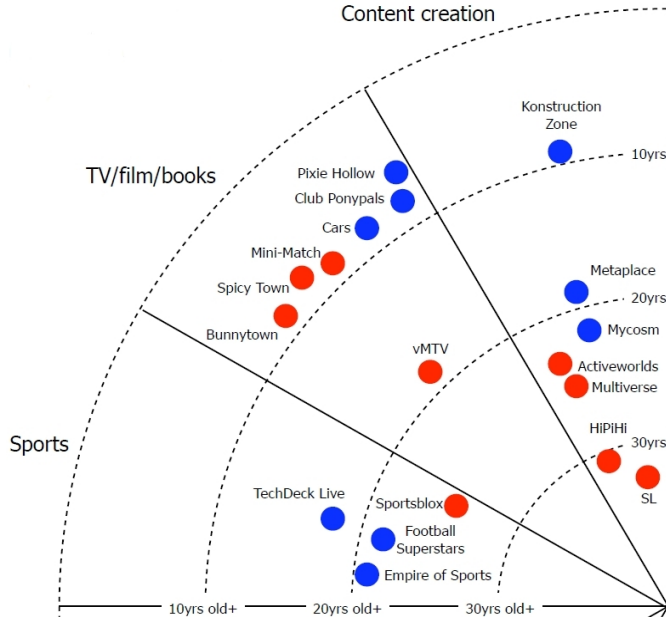 Content creation
Konstruction
Zone
10yrs
TV/film/books
Pixie Hollow
Club Ponypals
Cars
Mini-Match
Spicy Town
Bunnytown
Metaplace
20yrs
Mycosm
vMTV
Activeworlds
Multiverse
Sports
HiPiHi
30yrs
SL
TechDeck Live
Sportsblox
Football
Superstars
Empire of Sports
10yrs old+ 20yrs old+ 30yrs old+